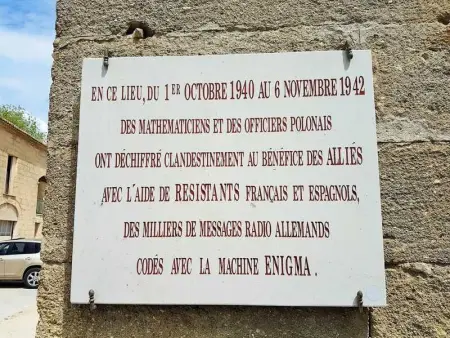 EN CE LIEU, DU 1ER OCTOBRE 1940 AU 6 NOVEMBRE 1942
DES MATHEMATICIENS ET DES OFFICIERS POLONAIS
ONT DÉCHIFFRÉ CLANDESTINEMENT AU BÉNÉFICE DES ALLIÉS
AVEC L'AIDE DE RESISTANTS FRANÇAIS ET ESPAGNOLS,
DES MILLIERS DE MESSAGES RADIO ALLEMANDS
CODÉS AVEC LA MACHINE ENIGMA.